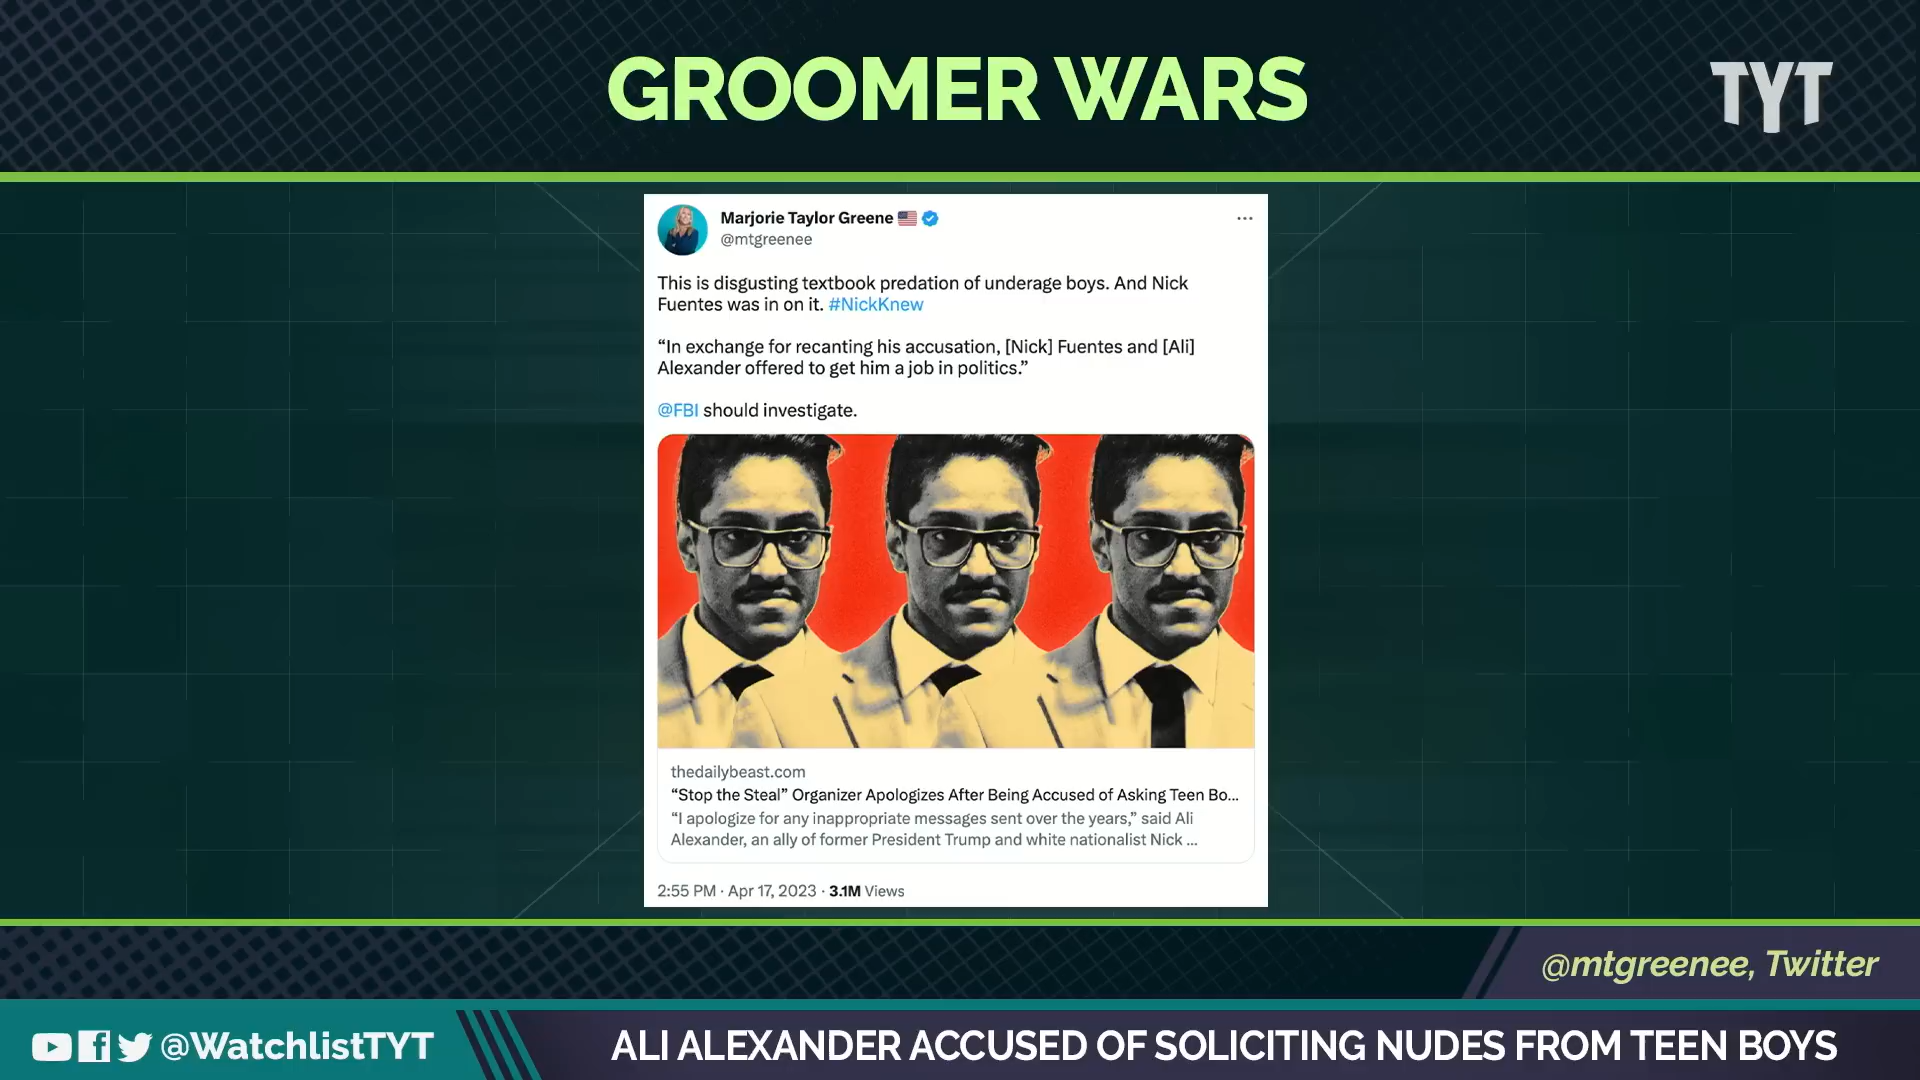 GROOMER WARS
TYT
Marjorie Taylor Greene
@mtgreenee
This is disgusting textbook predation of underage boys. And Nick
Fuentes was in on it. #NickKnew
“In exchange for recanting his accusation, [Nick] Fuentes and [Ali]
Alexander offered to get him a job in politics.”
@FBI should investigate.
thedailybeast.com
“Stop the Steal” Organizer Apologizes After Being Accused of Asking Teen Bo...
“I apologize for any inappropriate messages sent over the years,” said Ali
Alexander, an ally of former President Trump and white nationalist Nick ...
2:55 PM · Apr 17, 2023 · 3.1M Views
@mtgreenee, Twitter
@WatchlistTYT
ALI ALEXANDER ACCUSED OF SOLICITING NUDES FROM TEEN BOYS